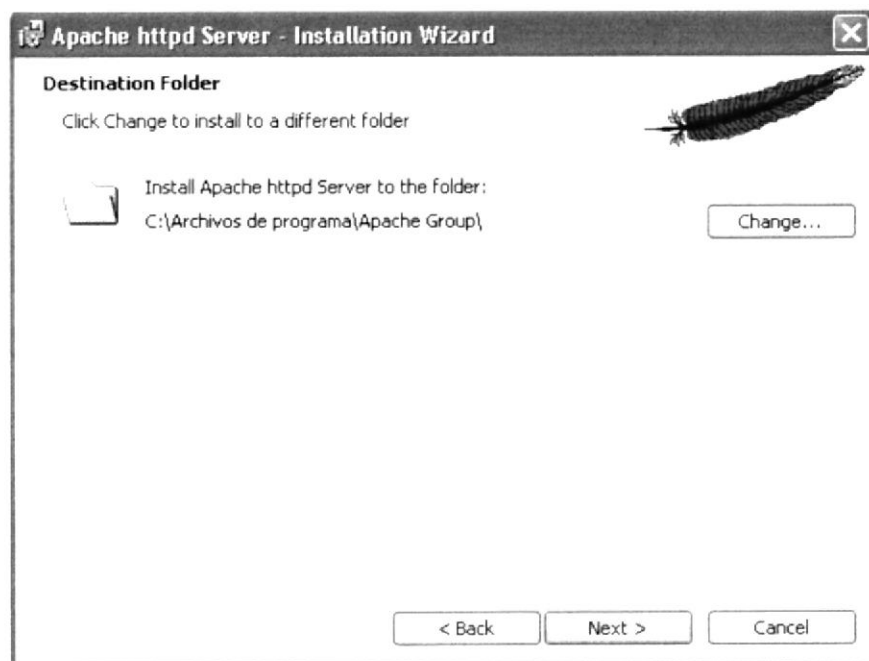 Apache httpd Server - Installation Wizard
Destination Folder
Click Change to install to a different folder
Install Apache httpd Server to the folder:
C:\Archivos de programa\Apache Group\
Change...
< Back
Next >
Cancel